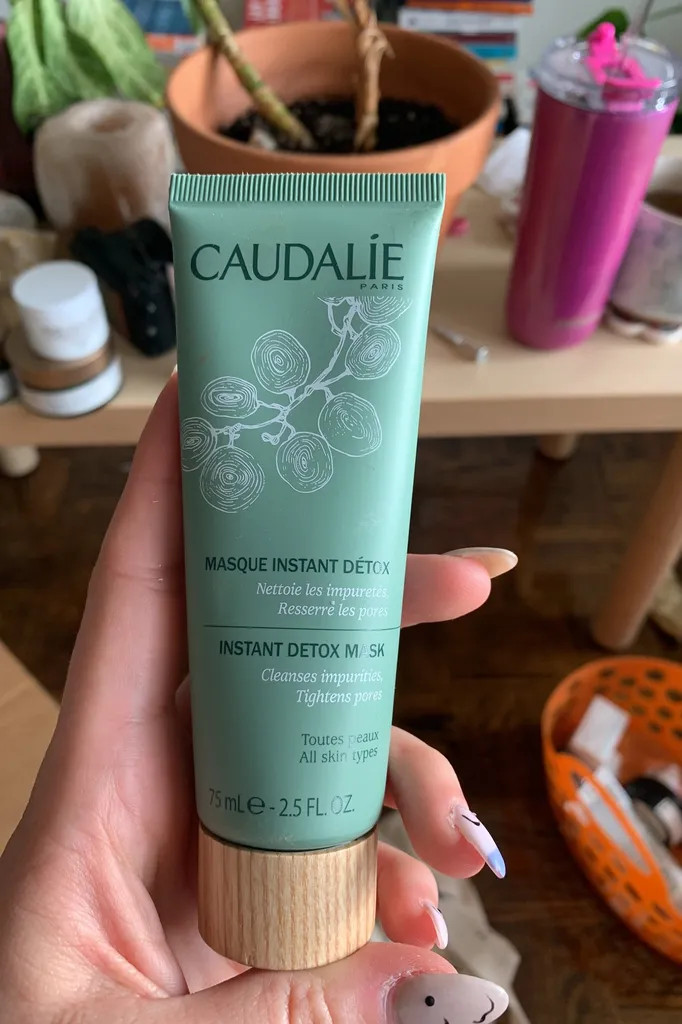 CAUDALÍE
PARIS
MASQUE INSTANT DÉTOX
Nettoie les impuretés,
Resserre les pores
INSTANT DETOX MASK
Cleanses impurities,
Tightens pores
Toutes peaux
All skin types
75 mL℮ - 2.5 FL. OZ.